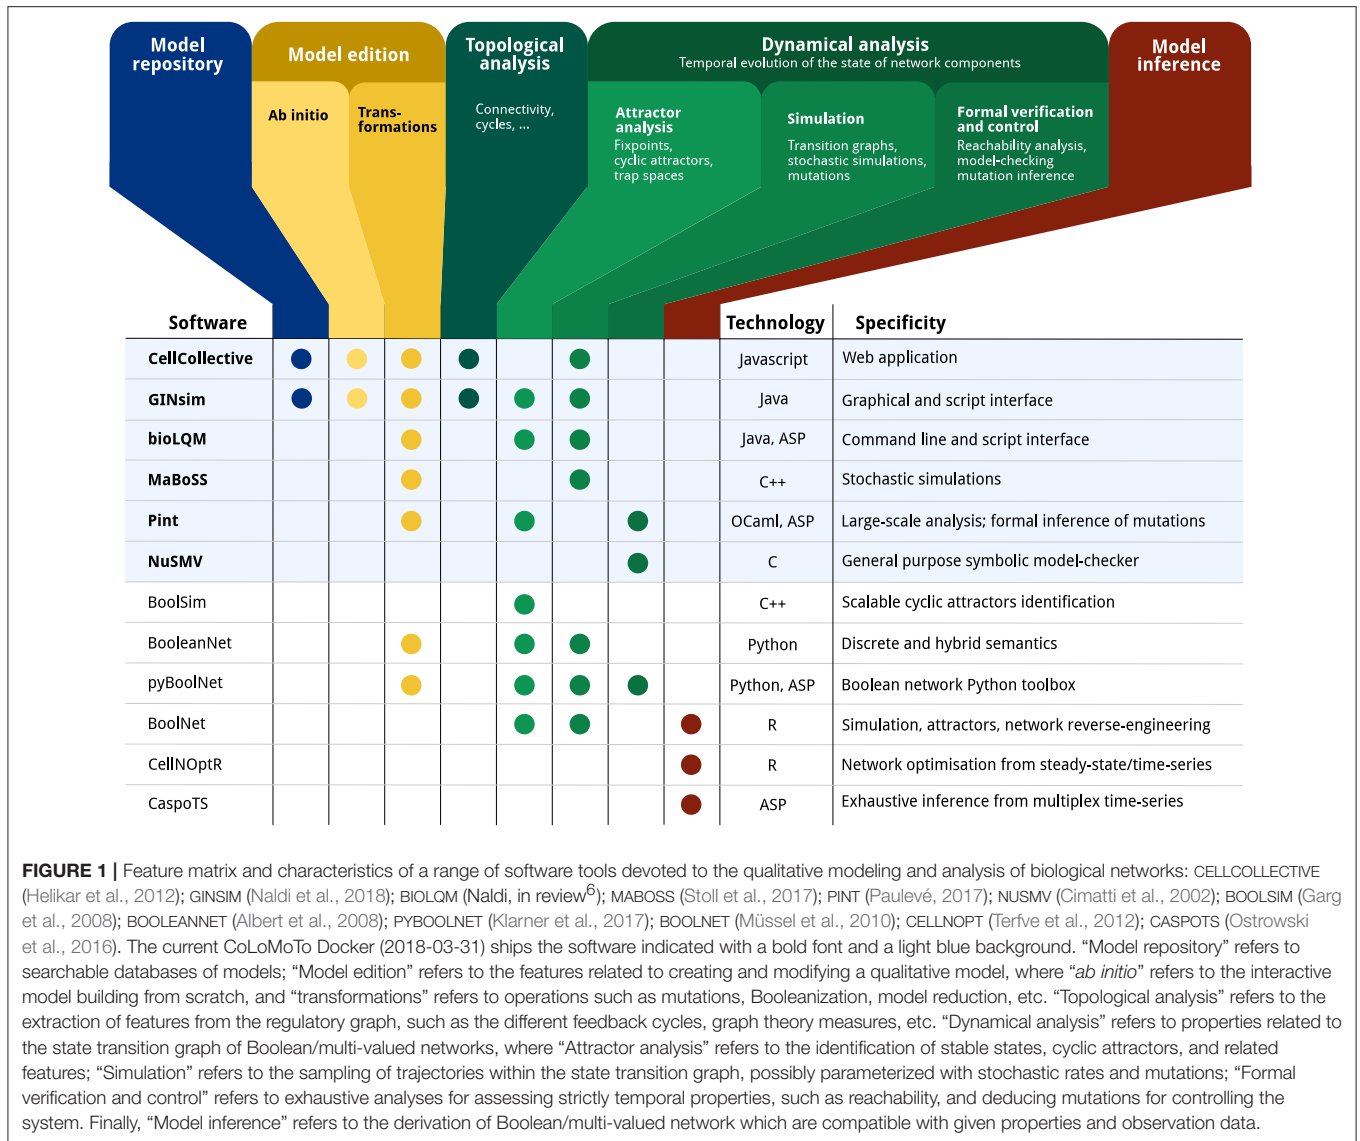 Model
repository
Model edition
Ab initio
Trans-
formations
Topological
analysis
Connectivity,
cycles, ...
Dynamical analysis
Temporal evolution of the state of network components
Attractor
analysis
Fixpoints,
cyclic attractors,
trap spaces
Simulation
Transition graphs,
stochastic simulations,
mutations
Formal verification
and control
Reachability analysis,
model-checking
mutation inference
Model
inference
Software Technology Specificity
CellCollective Javascript Web application
GINsim Java Graphical and script interface
bioLQM Java, ASP Command line and script interface
MaBoSS C++ Stochastic simulations
Pint OCaml, ASP Large-scale analysis; formal inference of mutations
NuSMV C General purpose symbolic model-checker
BoolSim C++ Scalable cyclic attractors identification
BooleanNet Python Discrete and hybrid semantics
pyBoolNet Python, ASP Boolean network Python toolbox
BoolNet R Simulation, attractors, network reverse-engineering
CellNOptR R Network optimisation from steady-state/time-series
CaspoTS ASP Exhaustive inference from multiplex time-series
FIGURE 1 | Feature matrix and characteristics of a range of software tools devoted to the qualitative modeling and analysis of biological networks: CELLCOLLECTIVE
(Helikar et al., 2012); GINSIM (Naldi et al., 2018); BIOLQM (Naldi, in review6); MABOSS (Stoll et al., 2017); PINT (Paulevé, 2017); NUSMV (Cimatti et al., 2002); BOOLSIM (Garg
et al., 2008); BOOLEANNET (Albert et al., 2008); PYBOOLNET (Klarner et al., 2017); BOOLNET (Müssel et al., 2010); CELLNOPT (Terfve et al., 2012); CASPOTS (Ostrowski
et al., 2016). The current CoLoMoTo Docker (2018-03-31) ships the software indicated with a bold font and a light blue background. “Model repository” refers to
searchable databases of models; “Model edition” refers to the features related to creating and modifying a qualitative model, where “ab initio” refers to the interactive
model building from scratch, and “transformations” refers to operations such as mutations, Booleanization, model reduction, etc. “Topological analysis” refers to the
extraction of features from the regulatory graph, such as the different feedback cycles, graph theory measures, etc. “Dynamical analysis” refers to properties related to
the state transition graph of Boolean/multi-valued networks, where “Attractor analysis” refers to the identification of stable states, cyclic attractors, and related
features; “Simulation” refers to the sampling of trajectories within the state transition graph, possibly parameterized with stochastic rates and mutations; “Formal
verification and control” refers to exhaustive analyses for assessing strictly temporal properties, such as reachability, and deducing mutations for controlling the
system. Finally, “Model inference” refers to the derivation of Boolean/multi-valued network which are compatible with given properties and observation data.